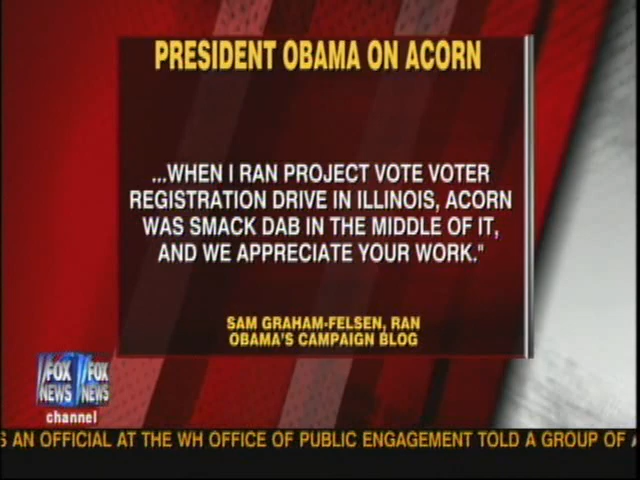 PRESIDENT OBAMA ON ACORN
...WHEN I RAN PROJECT VOTE VOTER
REGISTRATION DRIVE IN ILLINOIS, ACORN
WAS SMACK DAB IN THE MIDDLE OF IT,
AND WE APPRECIATE YOUR WORK."
SAM GRAHAM-FELSEN, RAN
OBAMA'S CAMPAIGN BLOG
FOX NEWS FOX NEWS
channel
AN OFFICIAL AT THE WH OFFICE OF PUBLIC ENGAGEMENT TOLD A GROUP OF